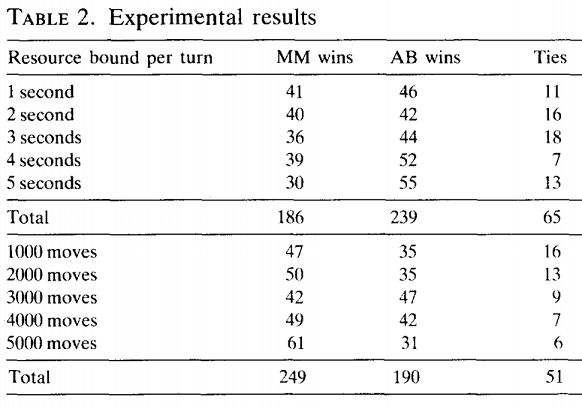 TABLE 2. Experimental results
Resource bound per turn MM wins AB wins Ties
1 second 41 46 11
2 second 40 42 16
3 seconds 36 44 18
4 seconds 39 52 7
5 seconds 30 55 13
Total 186 239 65
1000 moves 47 35 16
2000 moves 50 35 13
3000 moves 42 47 9
4000 moves 49 42 7
5000 moves 61 31 6
Total 249 190 51